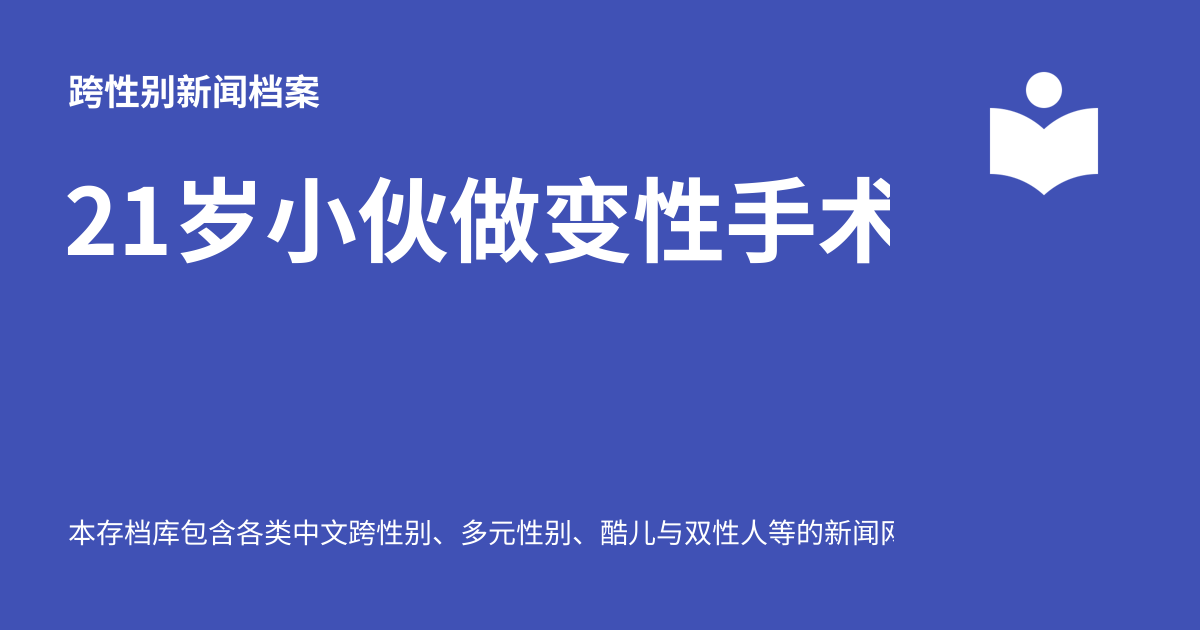 跨性别新闻档案
21岁小伙做变性手术
本存档库包含各类中文跨性别、多元性别、酷儿与双性人等的新闻网